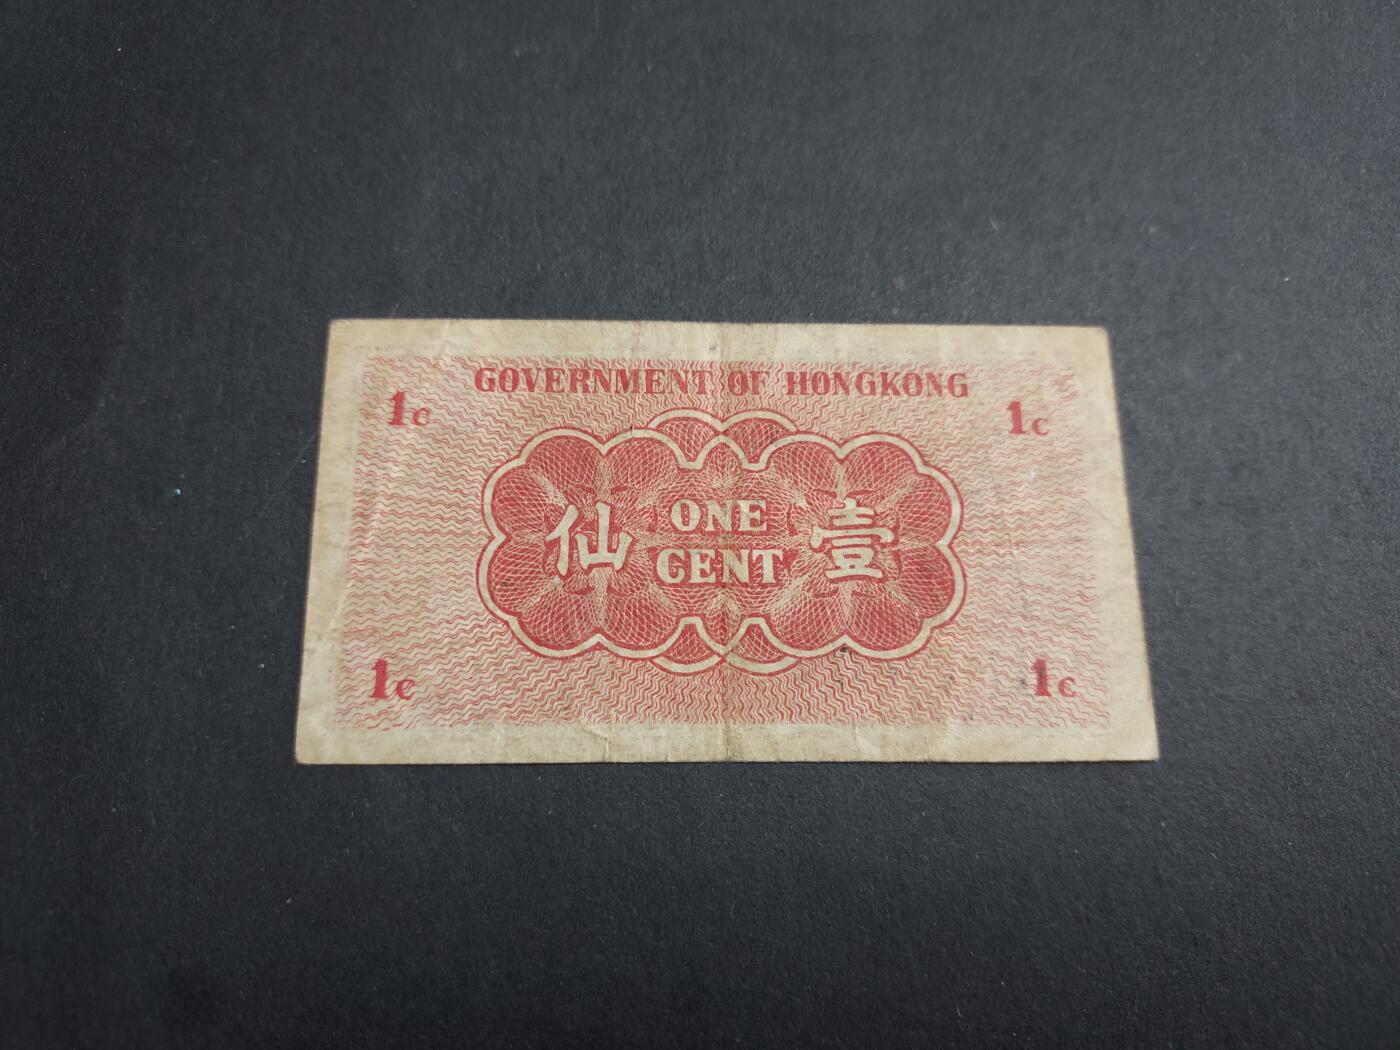 GOVERNMENT OF HONGKONG
1c
1c
仙
ONE
CENT
壹
1c
1c